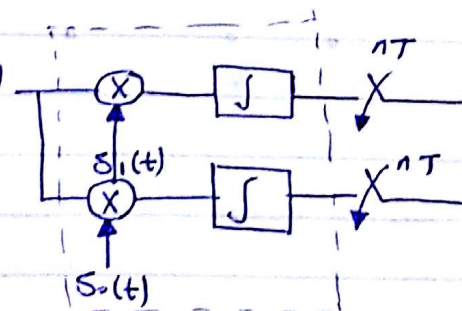 nT
X ∫
S₁(t)
nT
X ∫
S₀(t)